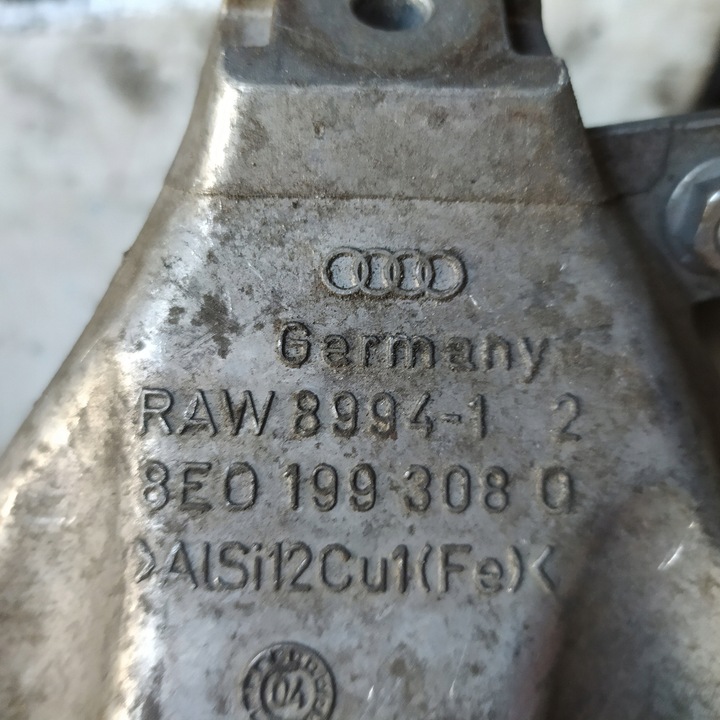 Germany
RAW 8994-1 2
8E0 199 308 Q
>AlSi12Cu1(Fe)<
04